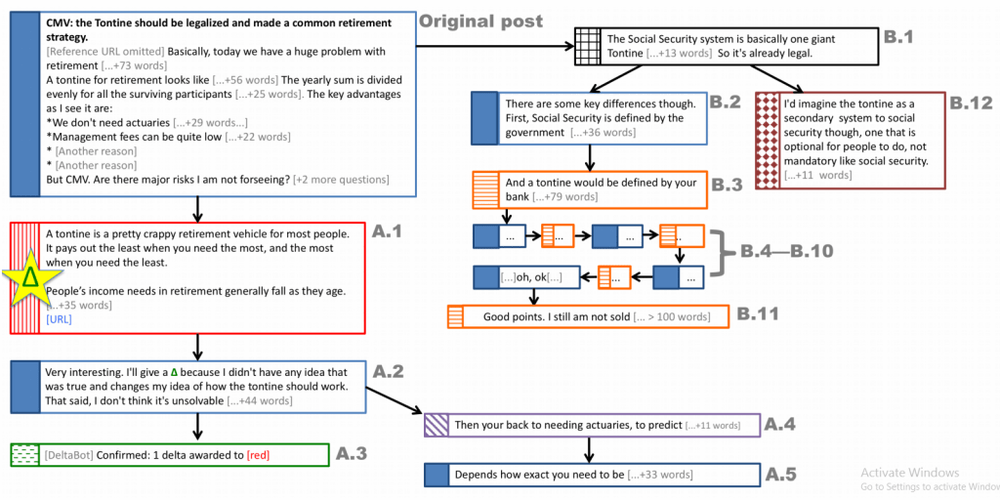 CMV: the Tontine should be legalized and made a common retirement
strategy.
[Reference URL omitted] Basically, today we have a huge problem with
retirement [...+73 words]
A tontine for retirement looks like [...+56 words] The yearly sum is divided
evenly for all the surviving participants [...+25 words]. The key advantages
as I see it are:
*We don't need actuaries [...+29 words...]
*Management fees can be quite low [...+22 words]
* [Another reason]
* [Another reason]
But CMV. Are there major risks I am not forseeing? [+2 more questions]
Original post
A tontine is a pretty crappy retirement vehicle for most people.
It pays out the least when you need the most, and the most
when you need the least.
People's income needs in retirement generally fall as they age.
[...+35 words]
[URL]
Δ
A.1
Very interesting. I'll give a Δ because I didn't have any idea that
was true and changes my idea of how the tontine should work.
That said, I don't think it's unsolvable [...+44 words]
A.2
[DeltaBot] Confirmed: 1 delta awarded to [red]
A.3
Then your back to needing actuaries, to predict [...+11 words]
A.4
Depends how exact you need to be [...+33 words]
A.5
The Social Security system is basically one giant
Tontine [...+13 words] So it's already legal.
B.1
There are some key differences though.
First, Social Security is defined by the
government [...+36 words]
B.2
I'd imagine the tontine as a
secondary system to social
security though, one that is
optional for people to do, not
mandatory like social security.
[...+11 words]
B.12
And a tontine would be defined by your
bank [...+79 words]
B.3
... ... ... ..
[...]oh, ok[...] ... ...
B.4—B.10
Good points. I still am not sold [... > 100 words]
B.11
Activate Windows
Go to Settings to activate Window